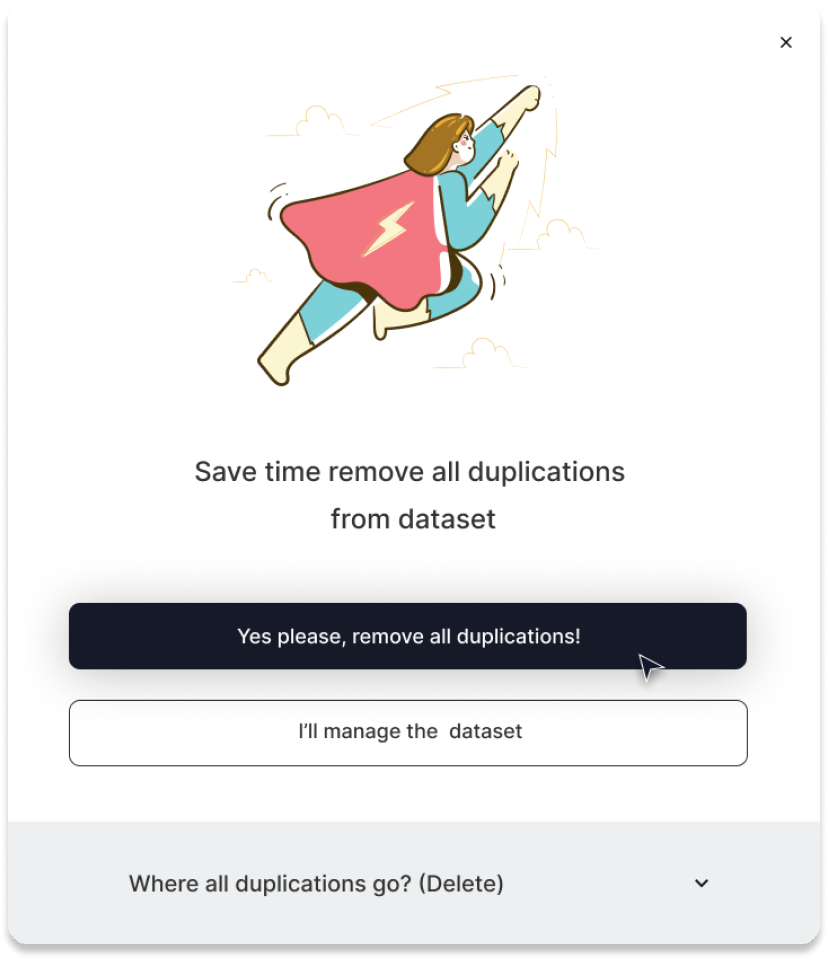 Save time remove all duplications
from dataset
Yes please, remove all duplications!
I’ll manage the  dataset
Where all duplications go? (Delete)